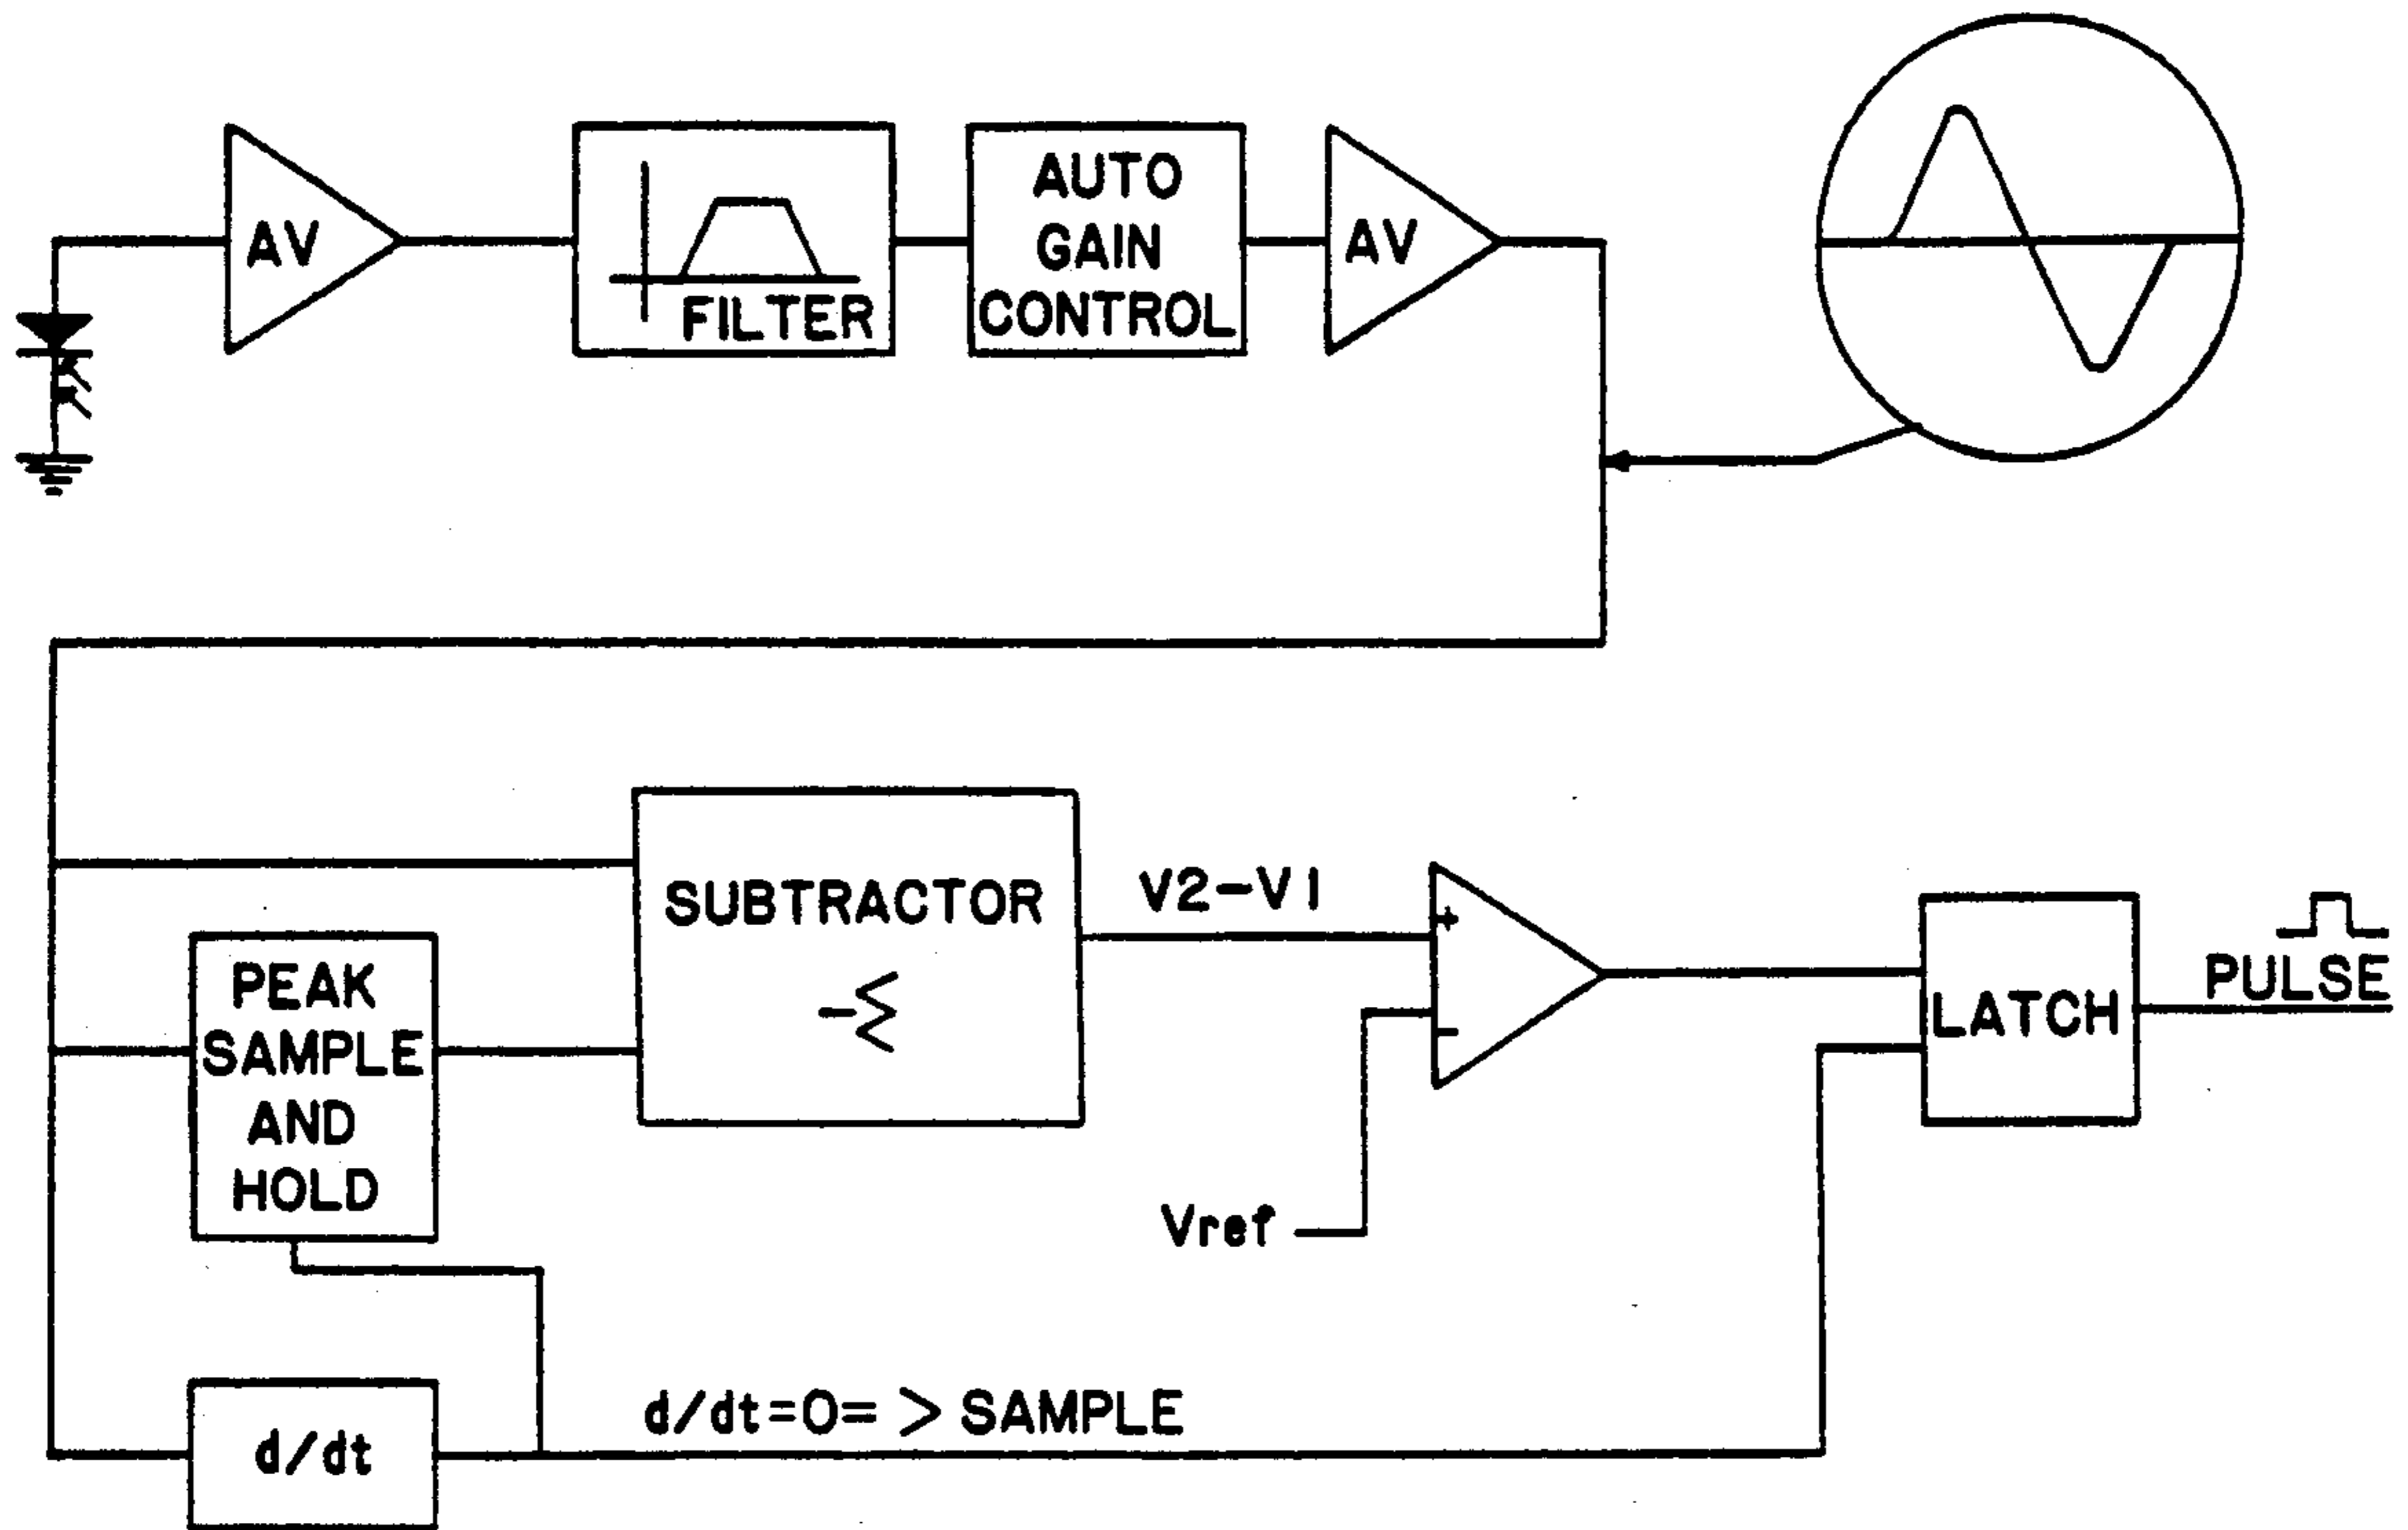 AV
FILTER
AUTO
GAIN
CONTROL
AV
SUBTRACTOR
V2-V1
+
-
PEAK
SAMPLE
AND
HOLD
LATCH
PULSE
Vref
d/dt=0= > SAMPLE
d/dt